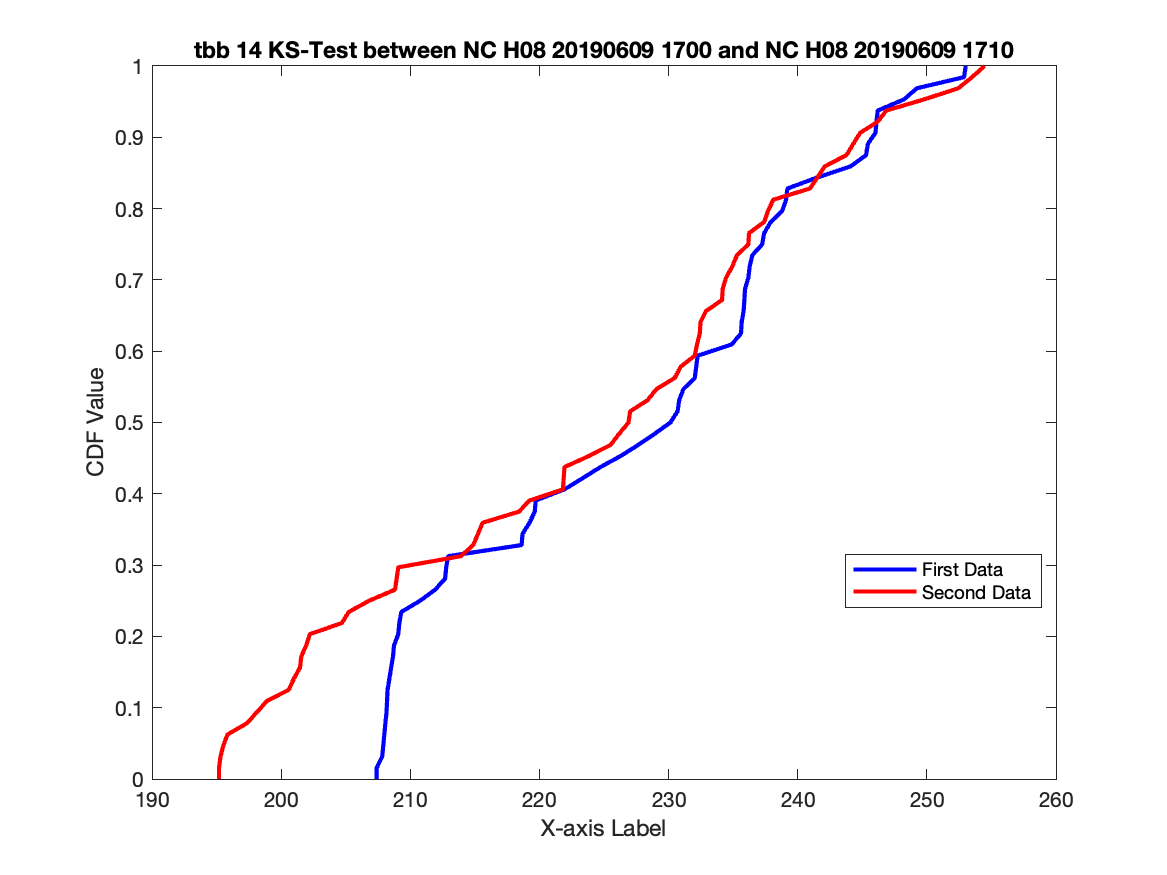 tbb 14 KS-Test between NC H08 20190609 1700 and NC H08 20190609 1710
1
0.9
0.8
0.7
0.6
0.5
0.4
0.3
0.2
0.1
0
CDF Value
First Data
Second Data
190 200 210 220 230 240 250 260
X-axis Label